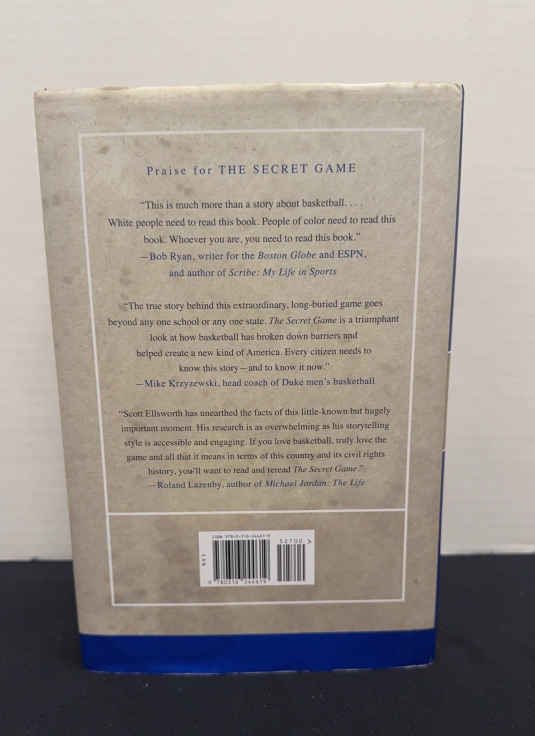 Praise for THE SECRET GAME
“This is much more than a story about basketball. . . .
White people need to read this book. People of color need to read this
book. Whoever you are, you need to read this book.”
—Bob Ryan, writer for the Boston Globe and ESPN,
and author of Scribe: My Life in Sports
“The true story behind this extraordinary, long-buried game goes
beyond any one school or any one state. The Secret Game is a triumphant
look at how basketball has broken down barriers and
helped create a new kind of America. Every citizen needs to
know this story—and to know it now.”
—Mike Krzyzewski, head coach of Duke men’s basketball
“Scott Ellsworth has unearthed the facts of this little-known but hugely
important moment. His research is as overwhelming as his storytelling
style is accessible and engaging. If you love basketball, truly love the
game and all that it means in terms of this country and its civil rights
history, you’ll want to read and reread The Secret Game.”
—Roland Lazenby, author of Michael Jordan: The Life
52700